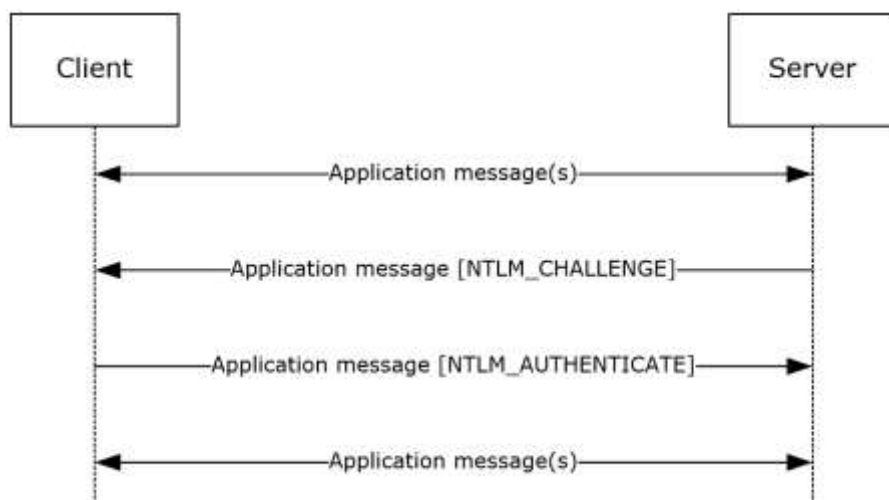 Client
Server
Application message(s)
Application message [NTLM_CHALLENGE]
Application message [NTLM_AUTHENTICATE]
Application message(s)